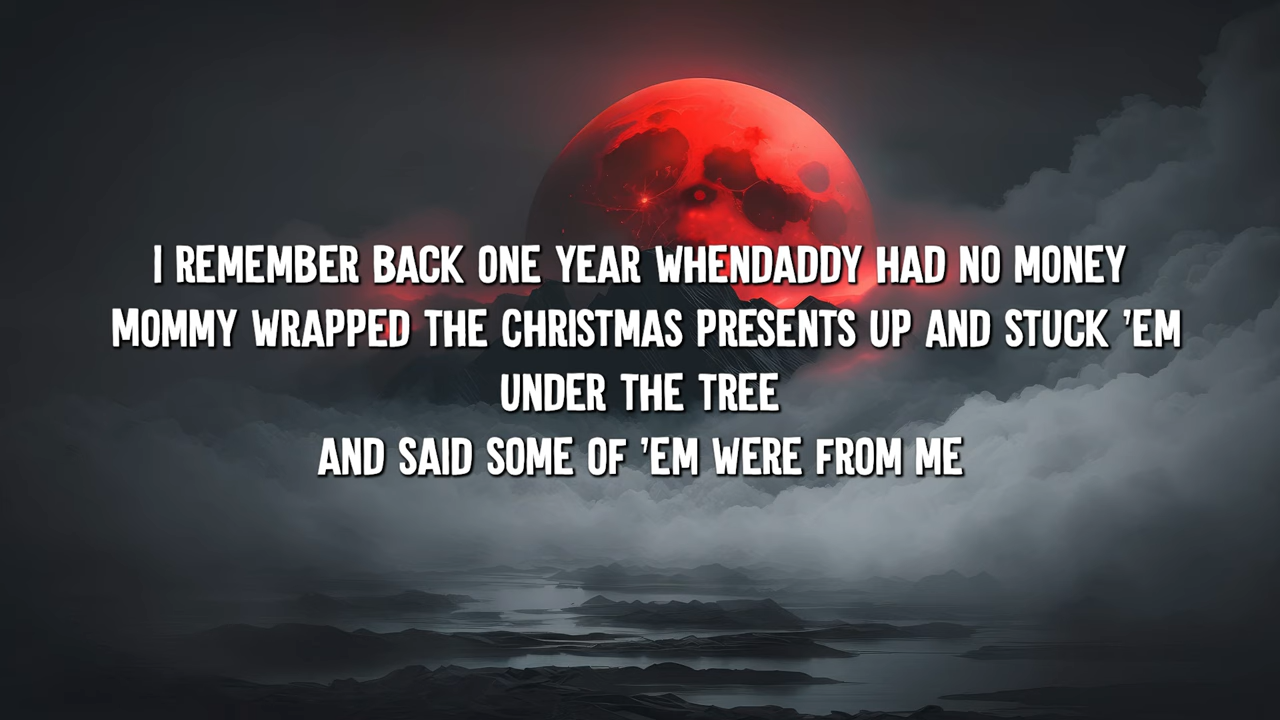 I REMEMBER BACK ONE YEAR WHENDADDY HAD NO MONEY
MOMMY WRAPPED THE CHRISTMAS PRESENTS UP AND STUCK 'EM
UNDER THE TREE
AND SAID SOME OF 'EM WERE FROM ME